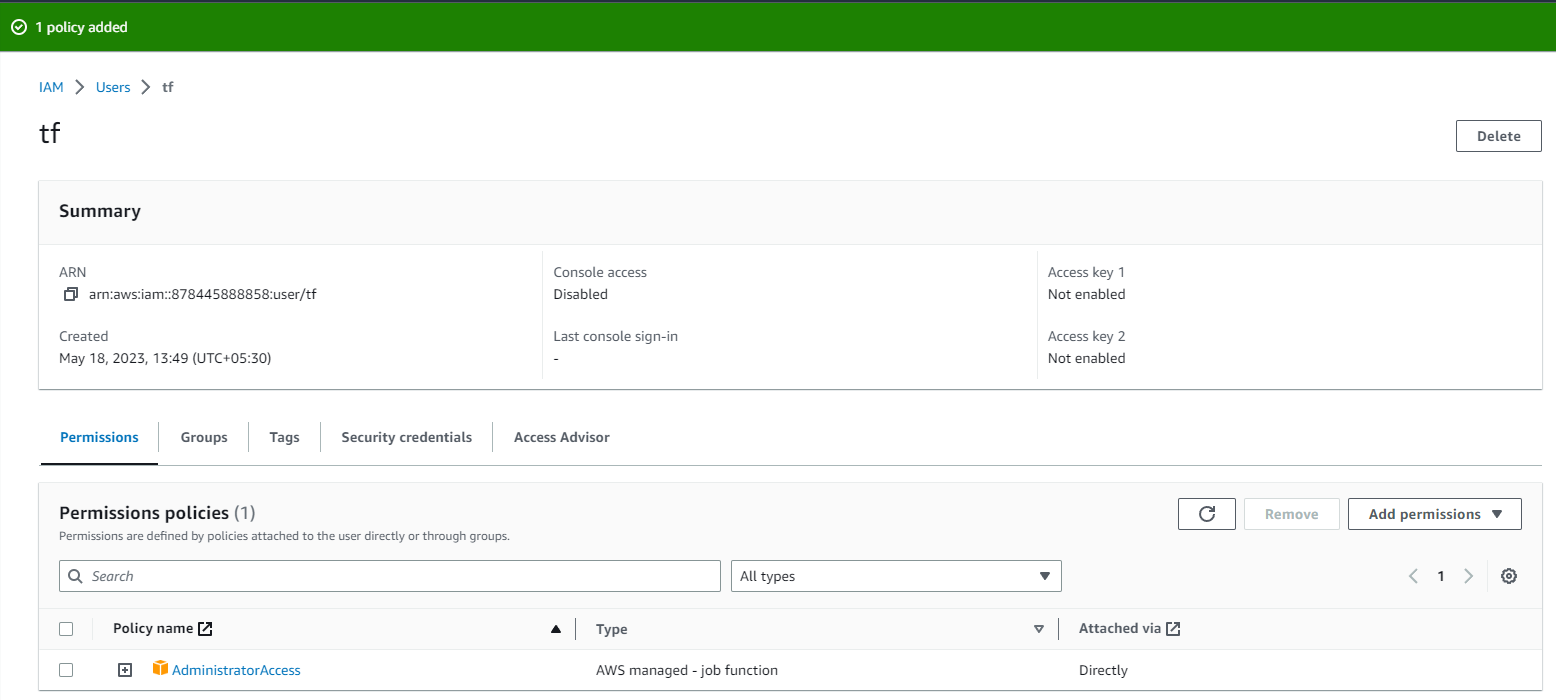 1 policy added
IAM Users tf
tf
Delete
Summary
ARN
arn:aws:iam::878445888858:user/tf
Created
May 18, 2023, 13:49 (UTC+05:30)
Console access
Disabled
Last console sign-in
-
Access key 1
Not enabled
Access key 2
Not enabled
Permissions Groups Tags Security credentials Access Advisor
Permissions policies (1)
Permissions are defined by policies attached to the user directly or through groups.
Remove Add permissions
Search All types 1
Policy name Type Attached via
AdministratorAccess AWS managed - job function Directly